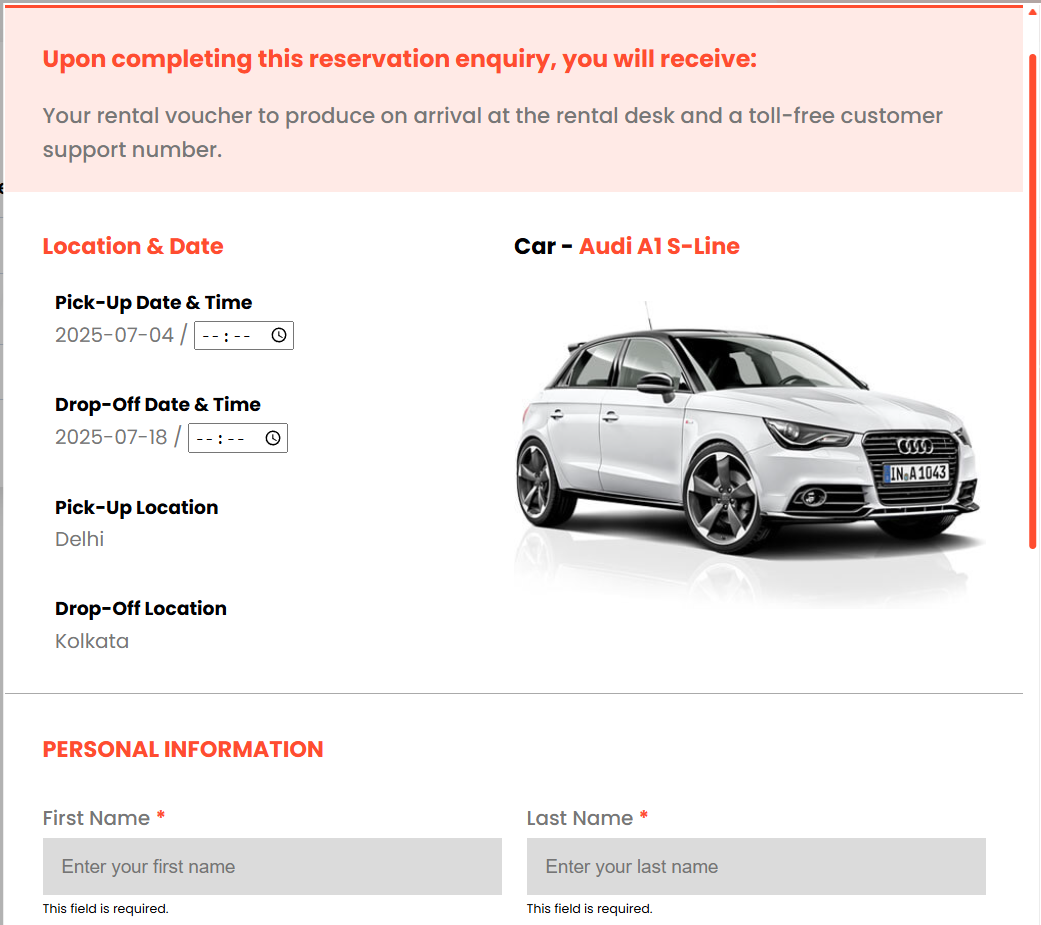 Upon completing this reservation enquiry, you will receive:
Your rental voucher to produce on arrival at the rental desk and a toll-free customer
support number.
Location & Date
Car - Audi A1 S-Line
Pick-Up Date & Time
2025-07-04 / --:--
Drop-Off Date & Time
2025-07-18 / --:--
Pick-Up Location
Delhi
Drop-Off Location
Kolkata
IN A1043
PERSONAL INFORMATION
First Name *
Last Name *
Enter your first name
Enter your last name
This field is required.
This field is required.